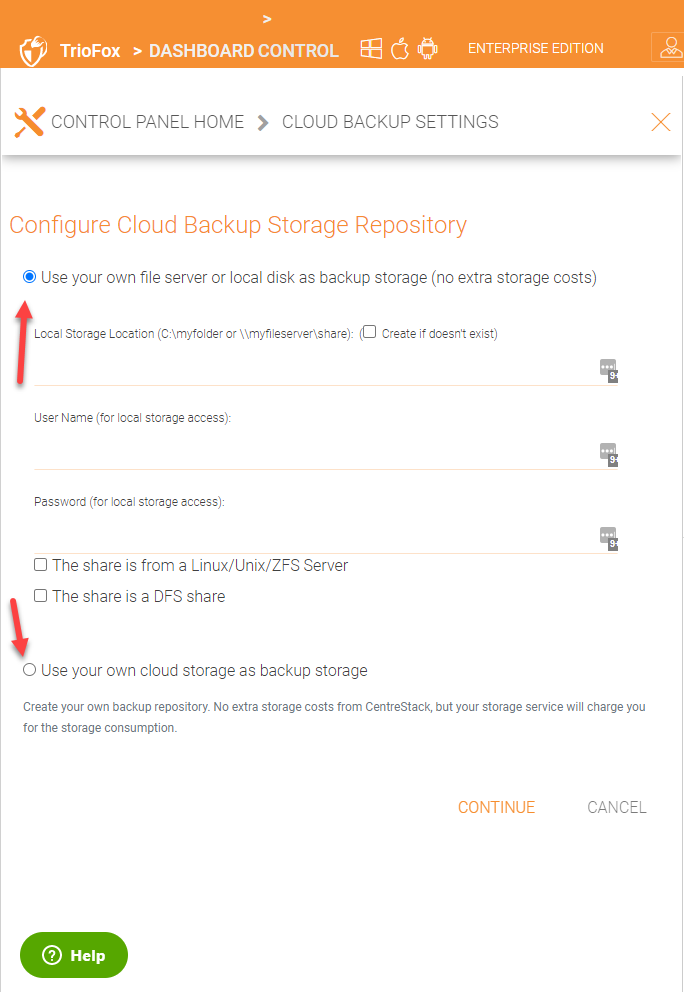 >
TrioFox > DASHBOARD CONTROL ENTERPRISE EDITION
CONTROL PANEL HOME > CLOUD BACKUP SETTINGS
Configure Cloud Backup Storage Repository
Use your own file server or local disk as backup storage (no extra storage costs)
Local Storage Location (C:\myfolder or \\myfileserver\share): ( Create if doesn't exist)
9+
User Name (for local storage access):
9+
Password (for local storage access):
9+
The share is from a Linux/Unix/ZFS Server
The share is a DFS share
Use your own cloud storage as backup storage
Create your own backup repository. No extra storage costs from CentreStack, but your storage service will charge you
for the storage consumption.
CONTINUE CANCEL
? Help